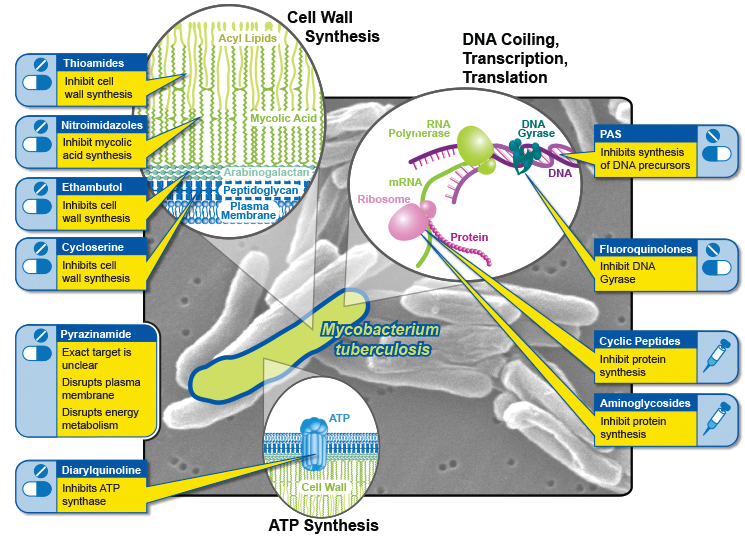 Cell Wall
Synthesis
Acyl Lipids
Mycolic Acid
Arabinogalactan
Peptidoglycan
Plasma
Membrane
DNA Coiling,
Transcription,
Translation
RNA
Polymerase
DNA
Gyrase
DNA
mRNA
Ribosome
Protein
Thioamides
Inhibit cell
wall synthesis
Nitroimidazoles
Inhibit mycolic
acid synthesis
Ethambutol
Inhibits cell
wall synthesis
Cycloserine
Inhibits cell
wall synthesis
Pyrazinamide
Exact target is
unclear
Disrupts plasma
membrane
Disrupts energy
metabolism
Diarylquinoline
Inhibits ATP
synthase
PAS
Inhibits synthesis
of DNA precursors
Fluoroquinolones
Inhibit DNA
Gyrase
Cyclic Peptides
Inhibit protein
synthesis
Aminoglycosides
Inhibit protein
synthesis
Mycobacterium
tuberculosis
ATP
Cell Wall
ATP Synthesis